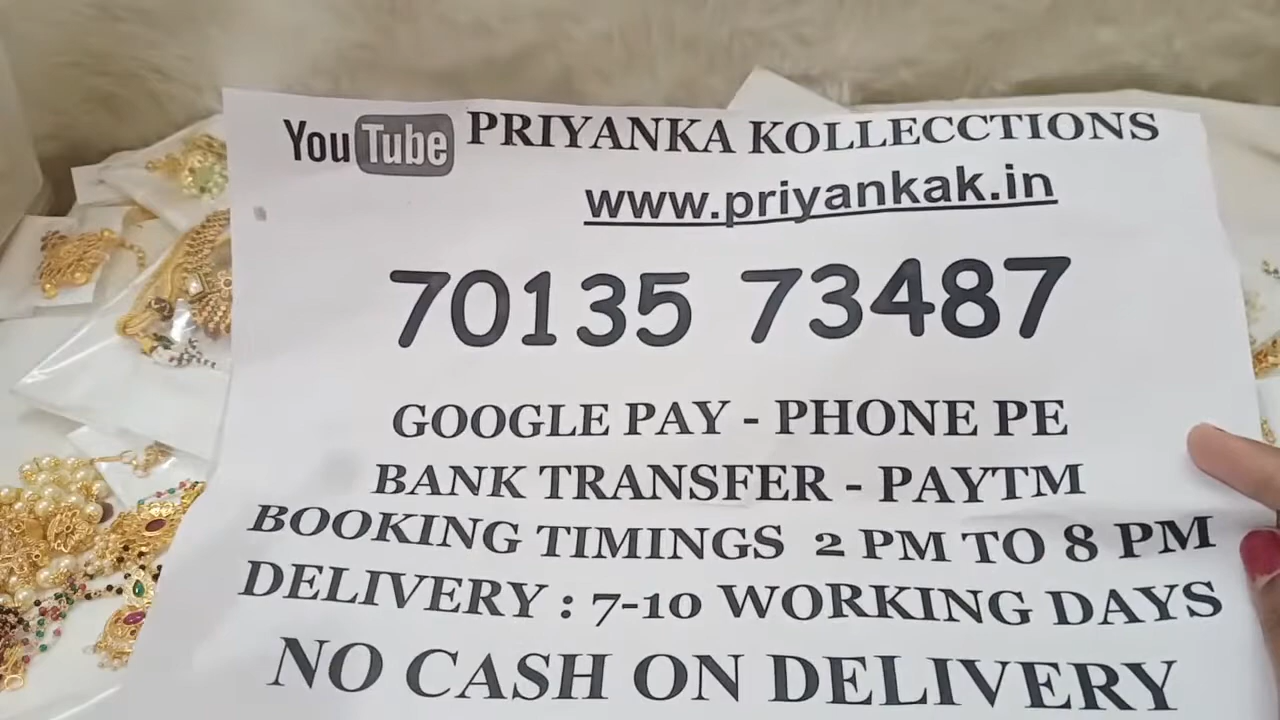 YouTube PRIYANKA KOLLECCTIONS
www.priyankak.in
70135 73487
GOOGLE PAY - PHONE PE
BANK TRANSFER - PAYTM
BOOKING TIMINGS 2 PM TO 8 PM
DELIVERY : 7-10 WORKING DAYS
NO CASH ON DELIVERY